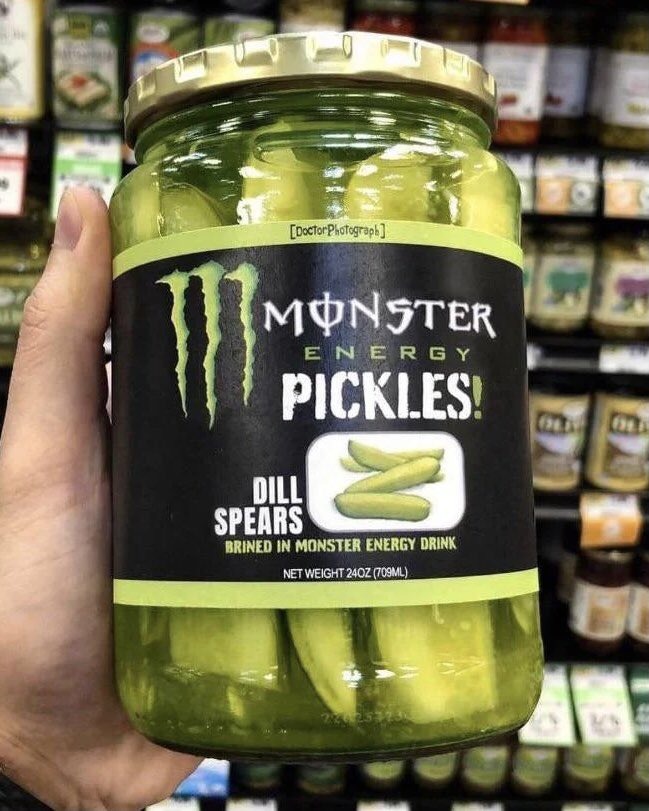 [DoctorPhotograph]
MONSTER
ENERGY
PICKLES!
DILL
SPEARS
BRINED IN MONSTER ENERGY DRINK
NET WEIGHT 24OZ (709ML)